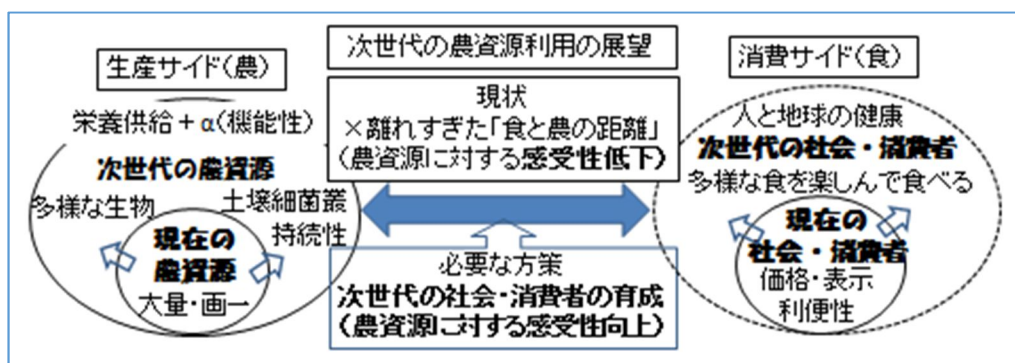 次世代の農資源利用の展望
生産サイド(農)
栄養供給+α(機能性)
次世代の農資源
多様な生物
土壌細菌叢
持続性
現在の
農資源
大量・画一
現状
×離れすぎた「食と農の距離」
(農資源に対する感受性低下)
必要な方策
次世代の社会・消費者の育成
(農資源に対する感受性向上)
消費サイド(食)
人と地球の健康
次世代の社会・消費者
多様な食を楽しんで食べる
現在の
社会・消費者
価格・表示
利便性